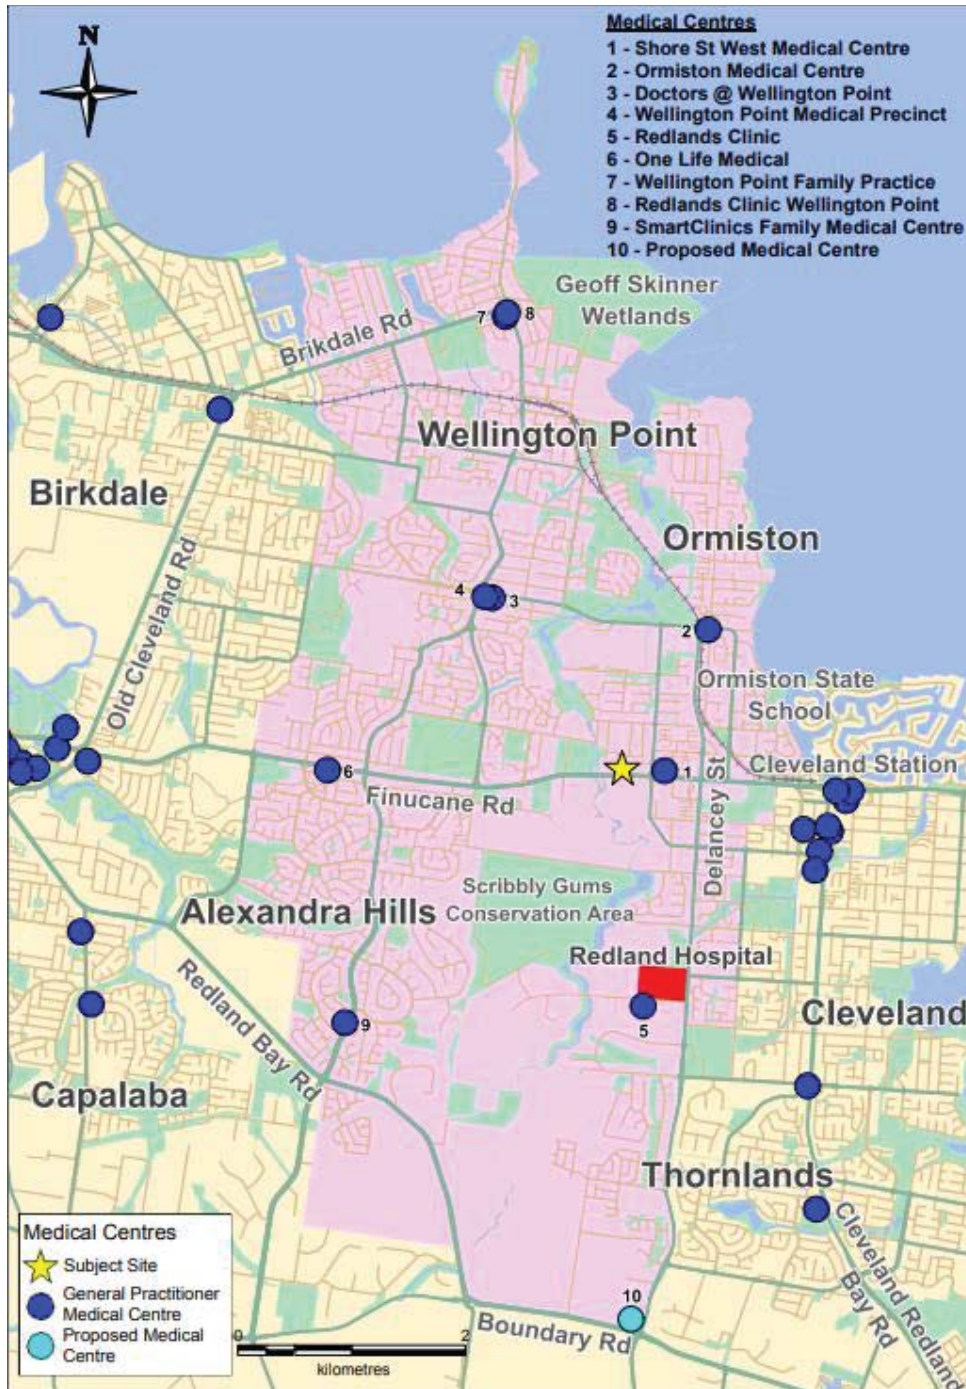 N
Medical Centres
1 - Shore St West Medical Centre
2 - Ormiston Medical Centre
3 - Doctors @ Wellington Point
4 - Wellington Point Medical Precinct
5 - Redlands Clinic
6 - One Life Medical
7 - Wellington Point Family Practice
8 - Redlands Clinic Wellington Point
9 - SmartClinics Family Medical Centre
10 - Proposed Medical Centre
Geoff Skinner
Wetlands
7
8
Brikdale Rd
Wellington Point
Birkdale
Ormiston
Old Cleveland Rd
4
3
2
Ormiston State
School
Cleveland Station
6
1
Finucane Rd
Delancey St
Scribbly Gums
Conservation Area
Alexandra Hills
Redland Hospital
Redland Bay Rd
9
5
Cleveland
Capalaba
Thornlands
Cleveland Redland
Bay Rd
10
Boundary Rd
Medical Centres
Subject Site
General Practitioner
Medical Centre
Proposed Medical
Centre
0
2
kilometres